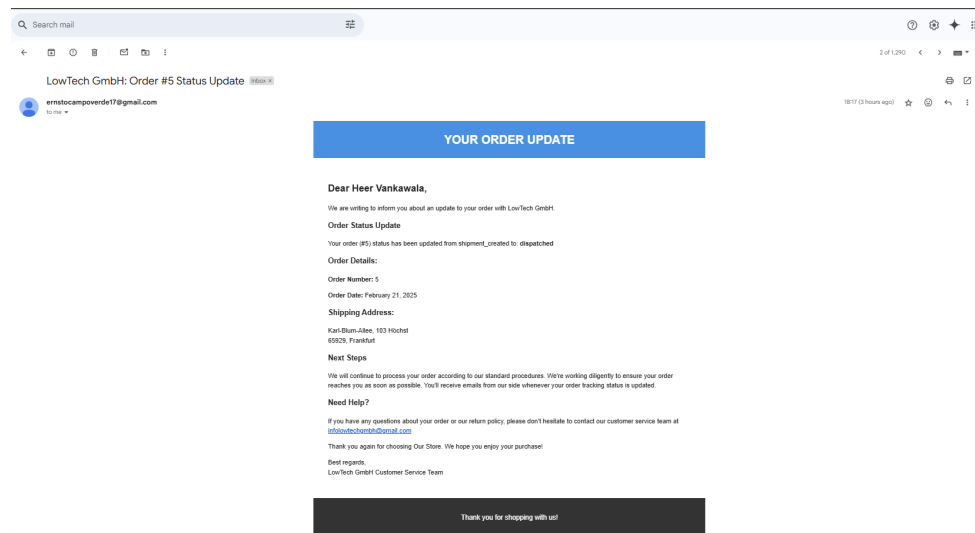 Search mail
2 of 1,290
LowTech GmbH: Order #5 Status Update Inbox ×
ernstocampoverde17@gmail.com
18:17 (3 hours ago)
to me
YOUR ORDER UPDATE
Dear Heer Vankawala,
We are writing to inform you about an update to your order with LowTech GmbH.
Order Status Update
Your order (#5) status has been updated from shipment_created to: dispatched
Order Details:
Order Number: 5
Order Date: February 21, 2025
Shipping Address:
Karl-Blum-Allee, 103 Höchst
65929, Frankfurt
Next Steps
We will continue to process your order according to our standard procedures. We're working diligently to ensure your order
reaches you as soon as possible. You'll receive emails from our side whenever your order tracking status is updated.
Need Help?
If you have any questions about your order or our return policy, please don't hesitate to contact our customer service team at
infolowtechgmbh@gmail.com
Thank you again for choosing Our Store. We hope you enjoy your purchase!
Best regards,
LowTech GmbH Customer Service Team
Thank you for shopping with us!